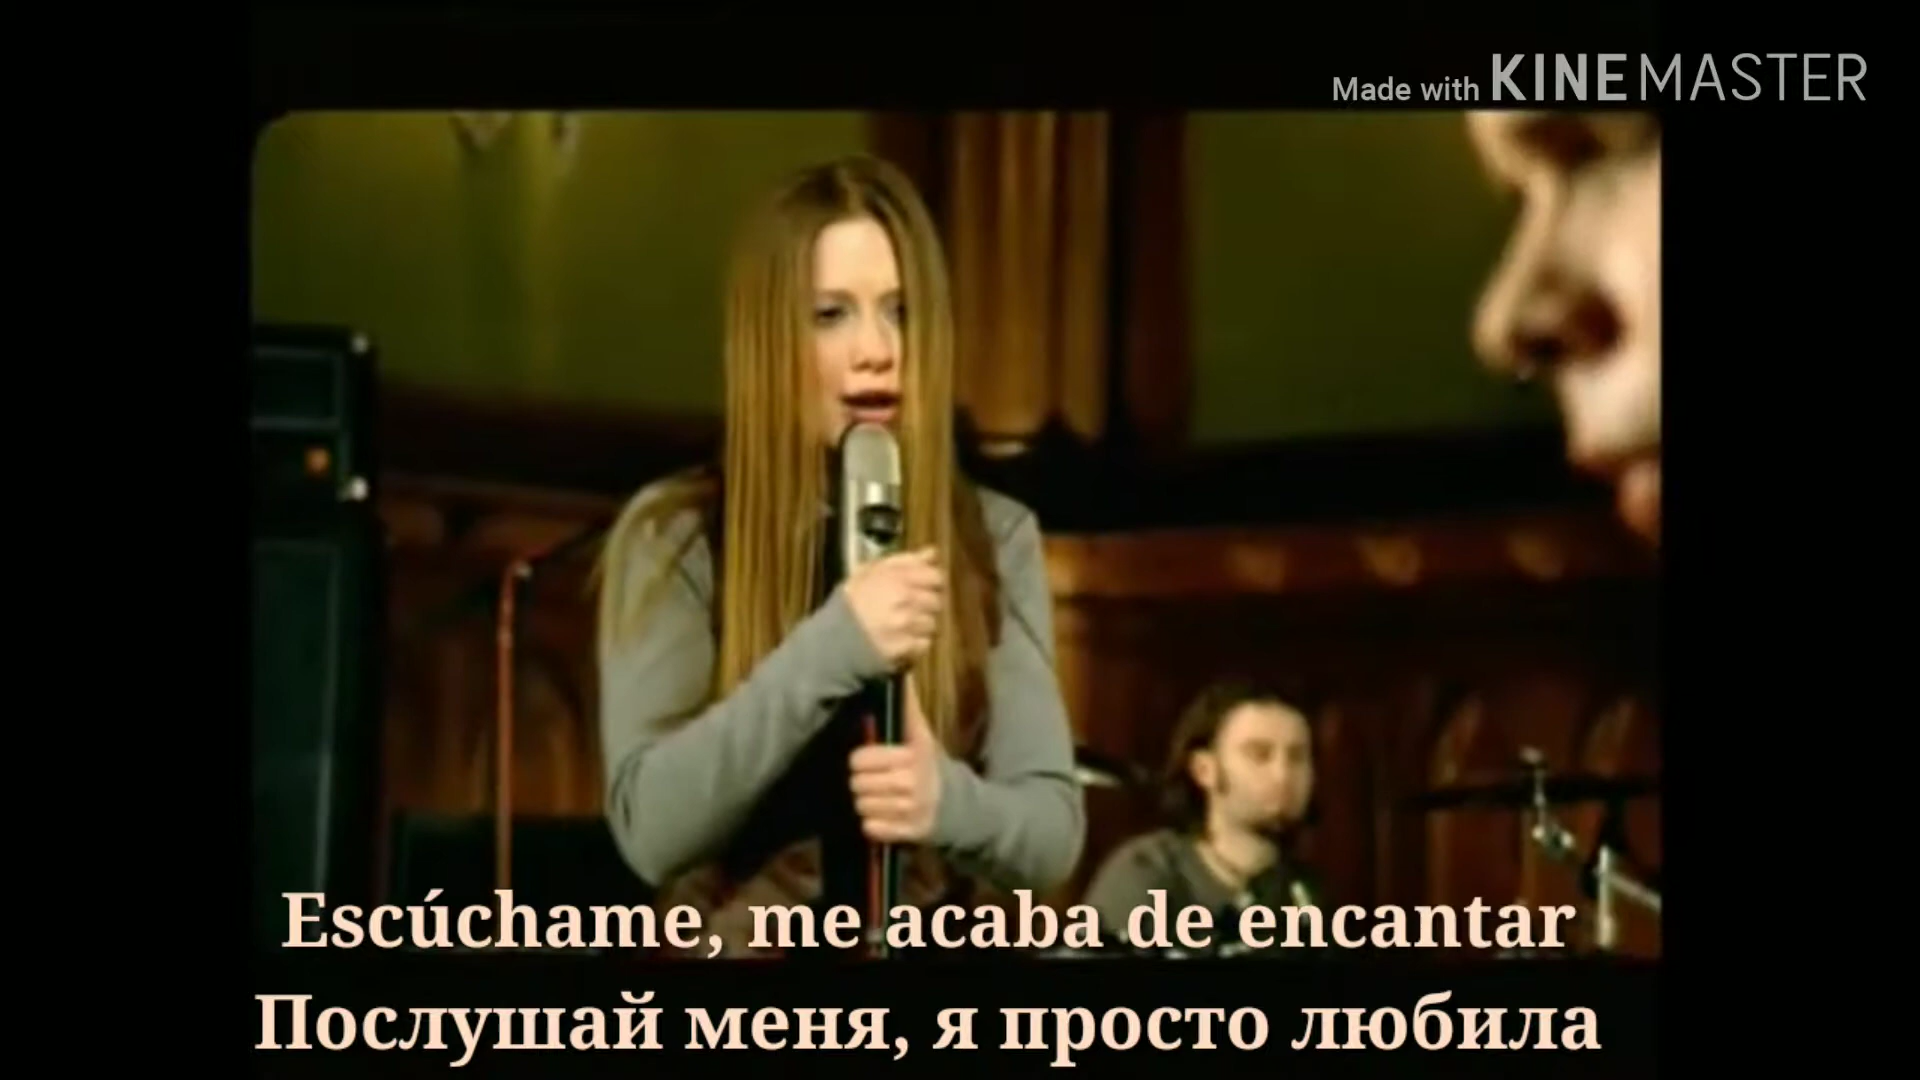 Made with KINEMASTER
Escúchame, me acaba de encantar
Послушай меня, я просто любила